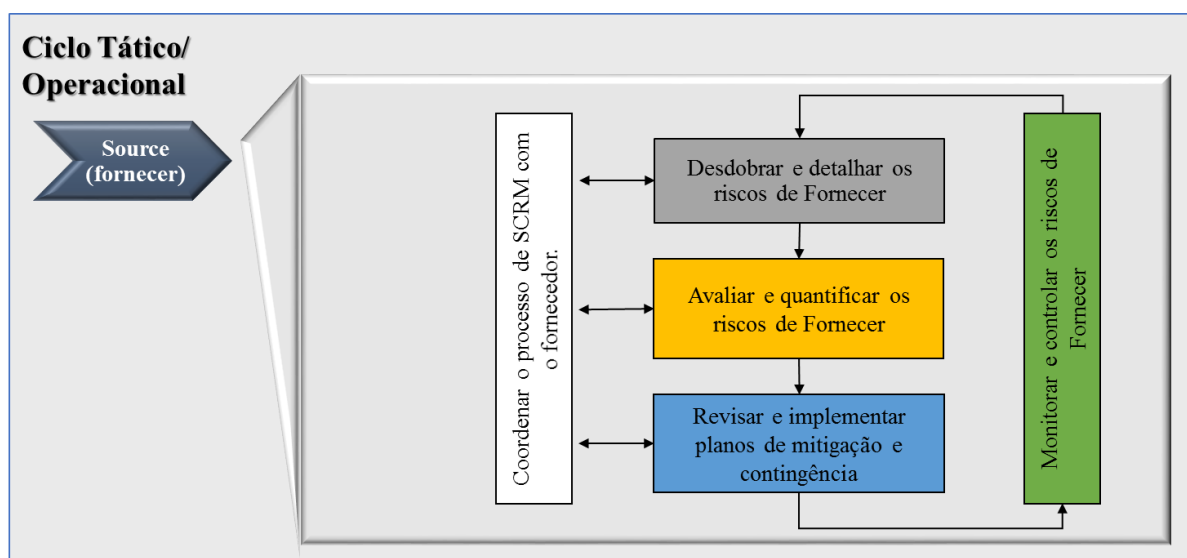 Ciclo Tático/
Operacional
Source
(fornecer)
Coordenar o processo de SCRM com
o fornecedor.
Desdobrar e detalhar os
riscos de Fornecer
Avaliar e quantificar os
riscos de Fornecer
Revisar e implementar
planos de mitigação e
contingência
Monitorar e controlar os riscos de
Fornecer